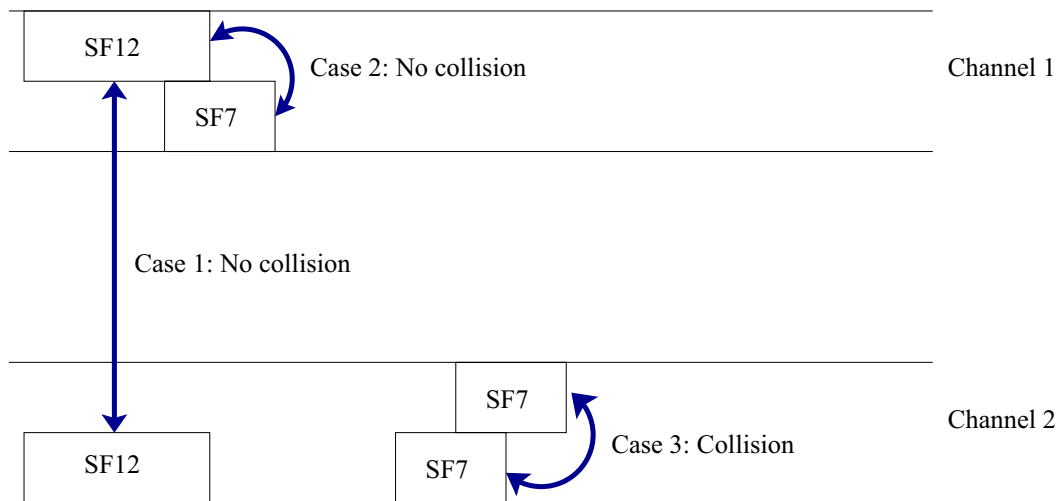 SF12
Case 2: No collision
Channel 1
SF7
Case 1: No collision
SF7
Channel 2
Case 3: Collision
SF12
SF7